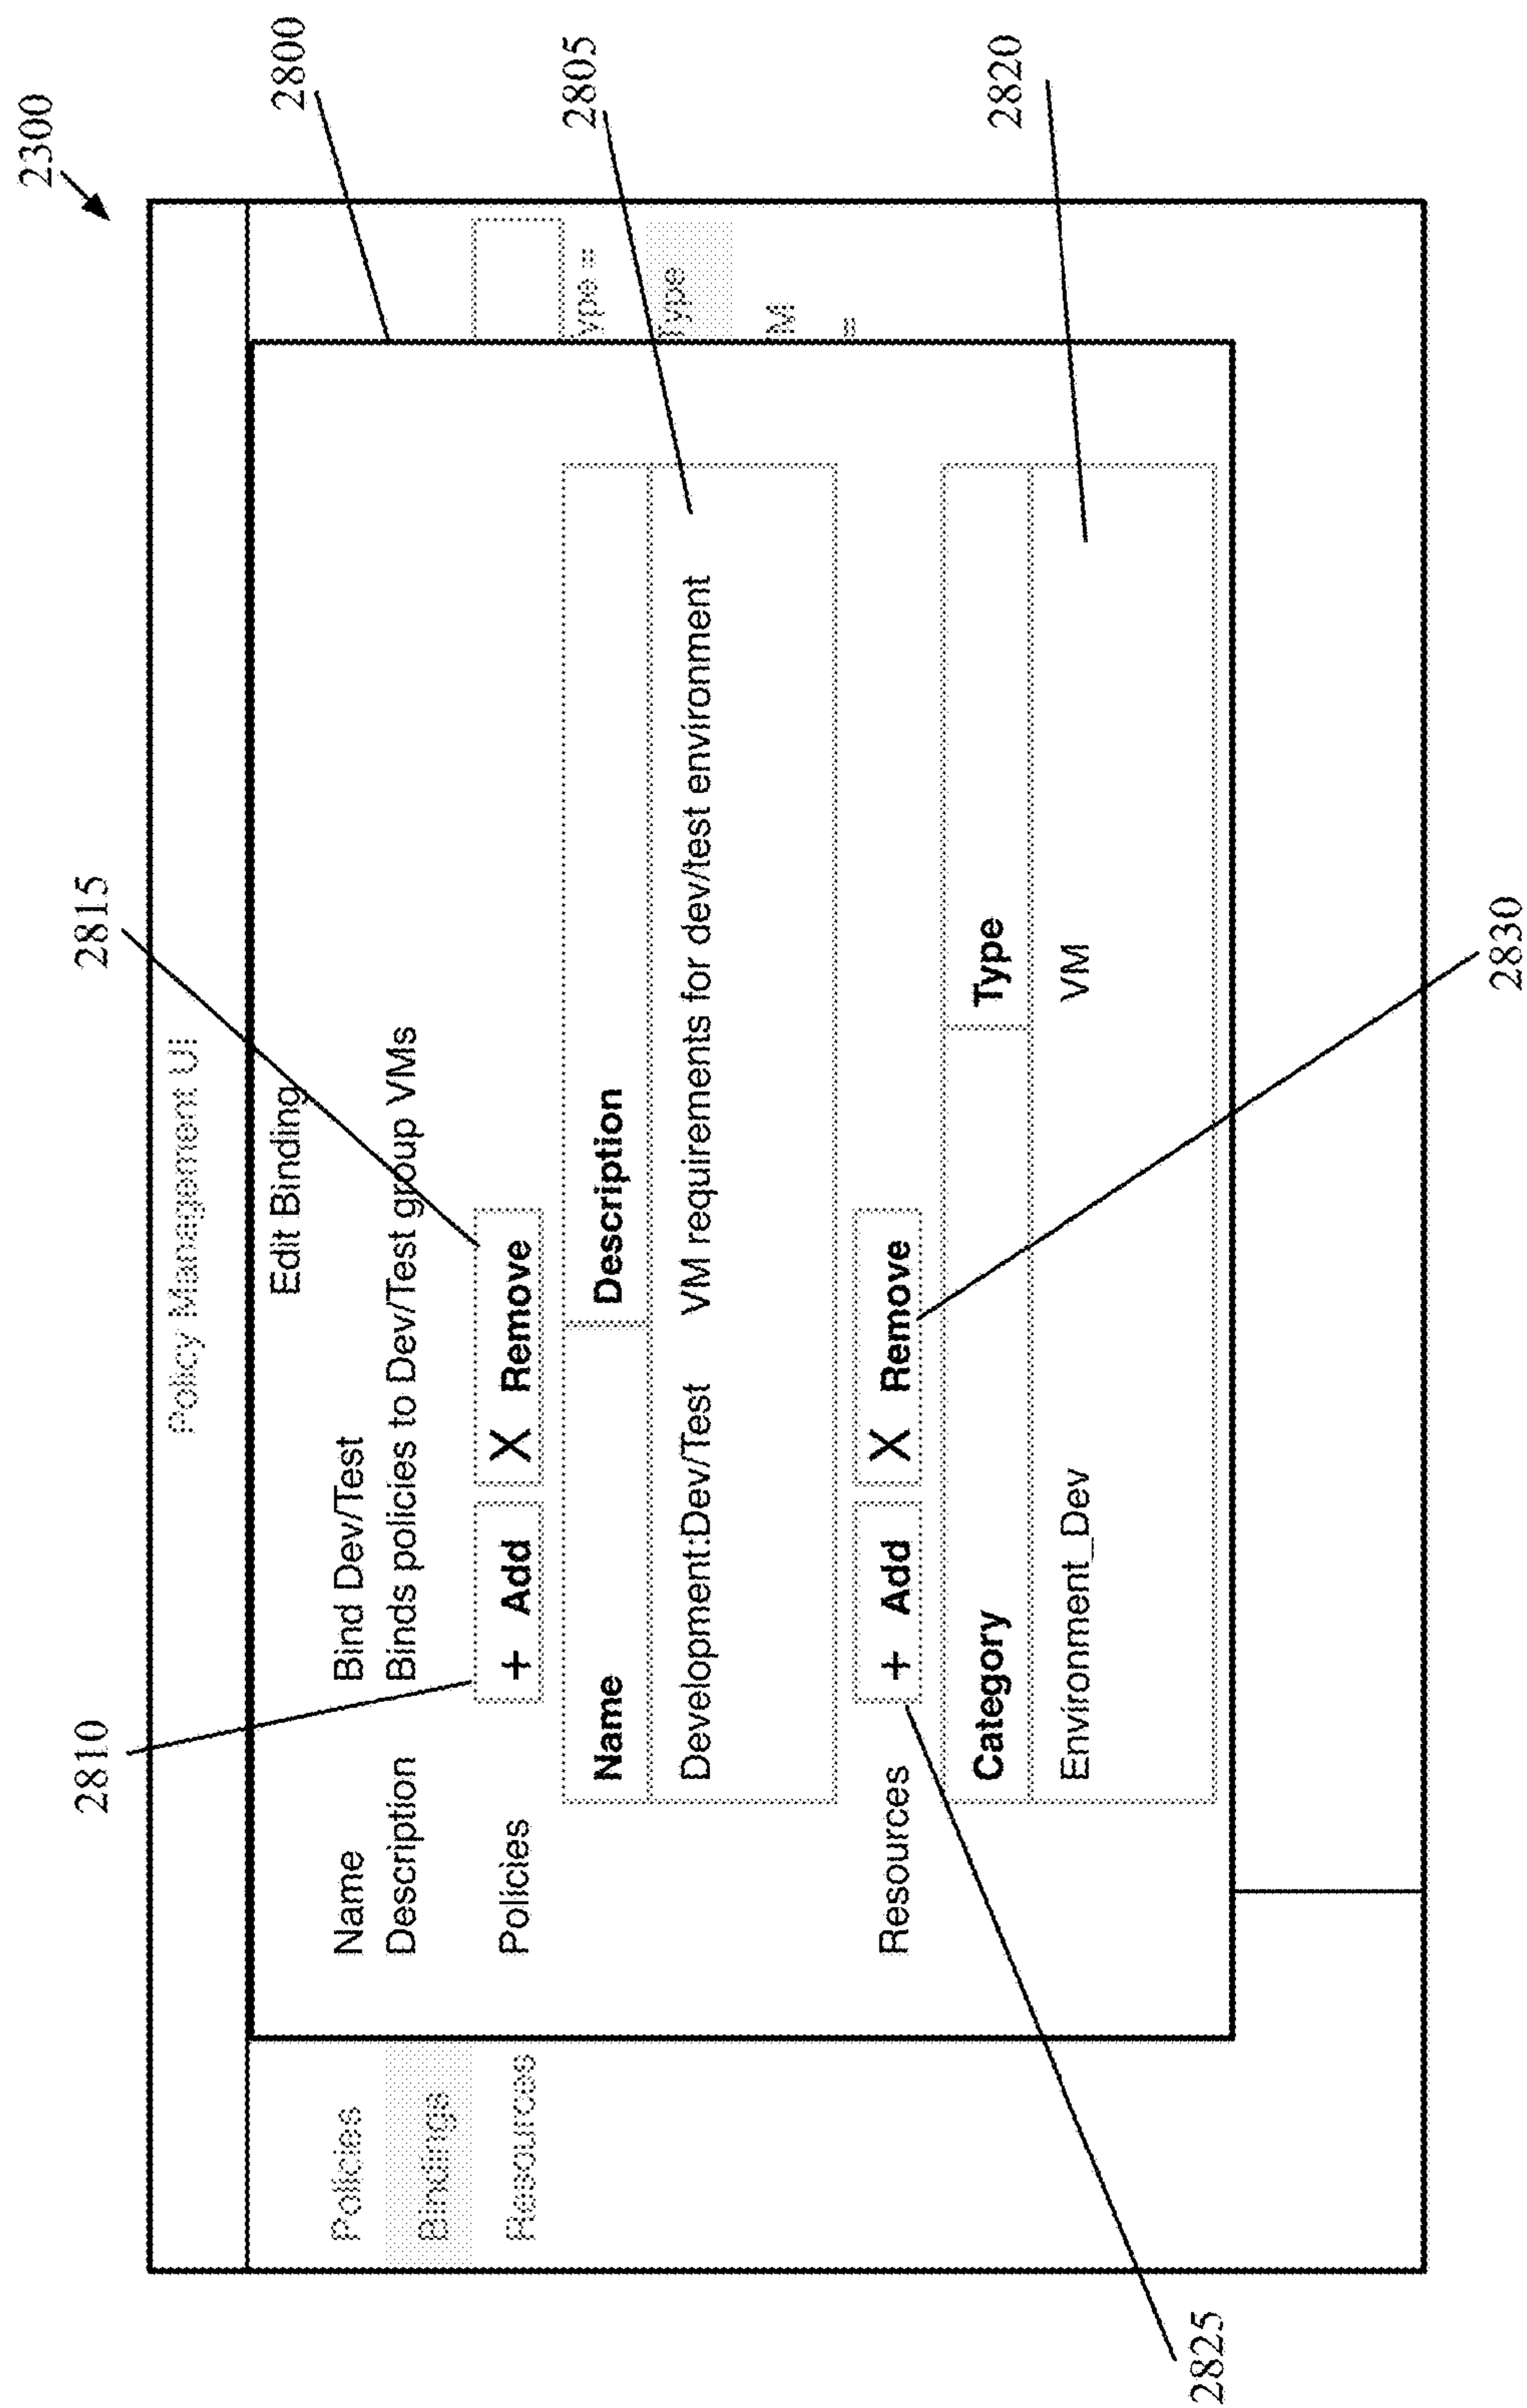 2300
2800
2805
2820
2815
2810
2830
2825
Policy Management UI
Policies
Bindings
Resources
Edit Binding
Name Bind Dev/Test
Description Binds policies to Dev/Test group VMs
Policies + Add X Remove
Name Description
Development:Dev/Test VM requirements for dev/test environment
Resources + Add X Remove
Category Type
Environment_Dev VM
ype =
Type
M
=